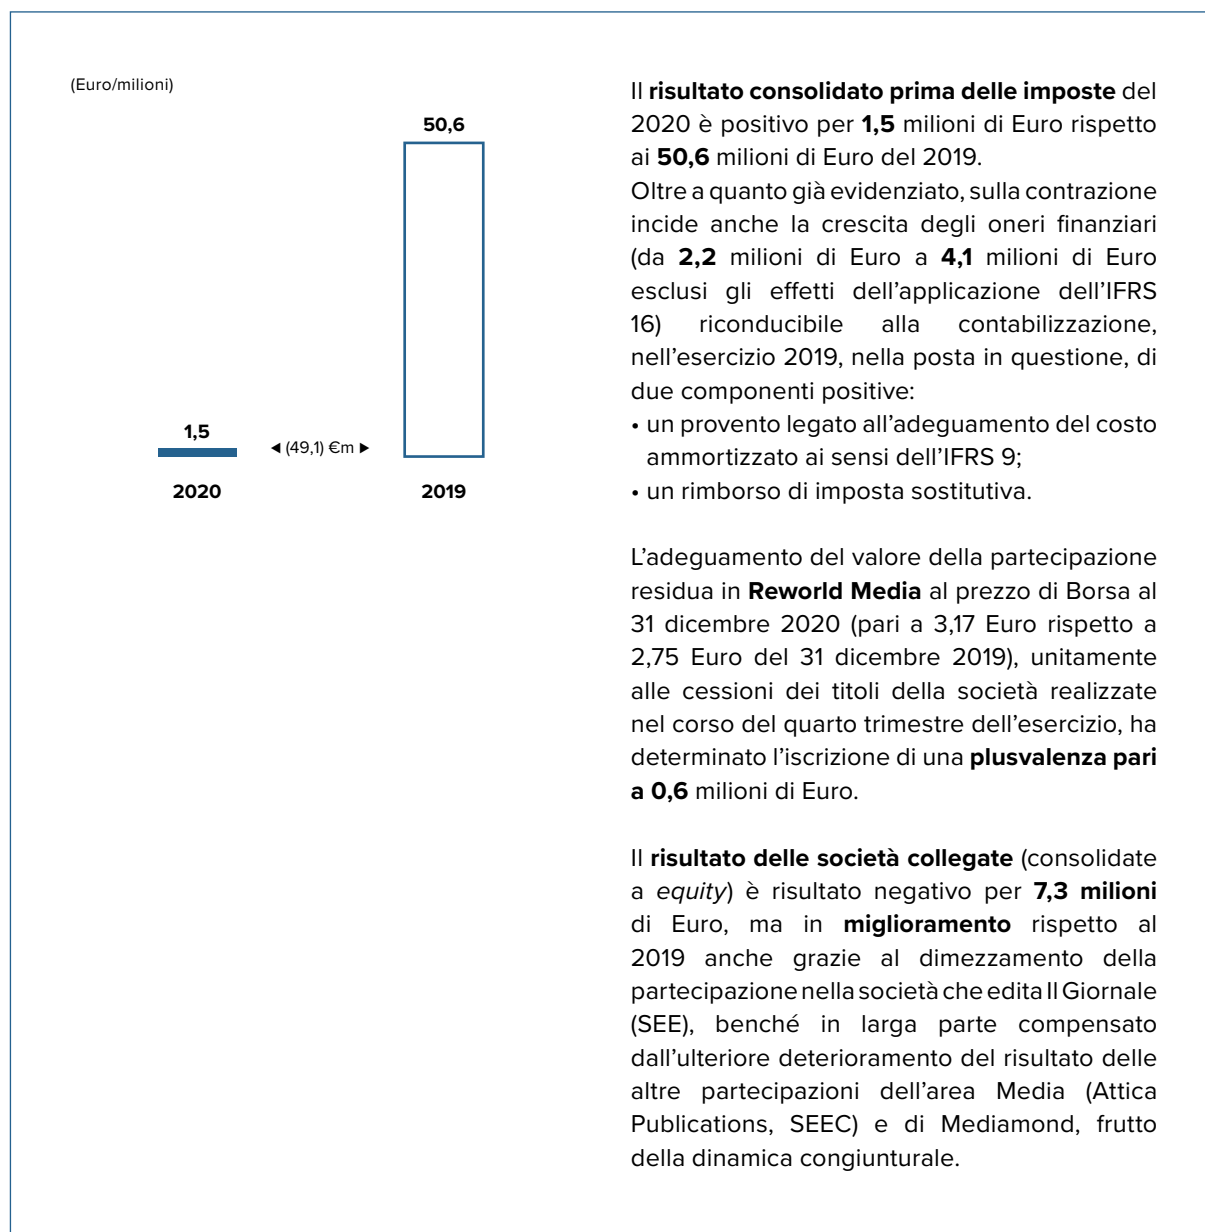 (Euro/milioni)
50,6
1,5
◄ (49,1) €m ►
2020
2019
Il risultato consolidato prima delle imposte del
2020 è positivo per 1,5 milioni di Euro rispetto
ai 50,6 milioni di Euro del 2019.
Oltre a quanto già evidenziato, sulla contrazione
incide anche la crescita degli oneri finanziari
(da 2,2 milioni di Euro a 4,1 milioni di Euro
esclusi gli effetti dell’applicazione dell’IFRS
16) riconducibile alla contabilizzazione,
nell’esercizio 2019, nella posta in questione, di
due componenti positive:
• un provento legato all’adeguamento del costo
ammortizzato ai sensi dell’IFRS 9;
• un rimborso di imposta sostitutiva.
L’adeguamento del valore della partecipazione
residua in Reworld Media al prezzo di Borsa al
31 dicembre 2020 (pari a 3,17 Euro rispetto a
2,75 Euro del 31 dicembre 2019), unitamente
alle cessioni dei titoli della società realizzate
nel corso del quarto trimestre dell’esercizio, ha
determinato l’iscrizione di una plusvalenza pari
a 0,6 milioni di Euro.
Il risultato delle società collegate (consolidate
a equity) è risultato negativo per 7,3 milioni
di Euro, ma in miglioramento rispetto al
2019 anche grazie al dimezzamento della
partecipazione nella società che edita Il Giornale
(SEE), benché in larga parte compensato
dall’ulteriore deterioramento del risultato delle
altre partecipazioni dell’area Media (Attica
Publications, SEEC) e di Mediamond, frutto
della dinamica congiunturale.